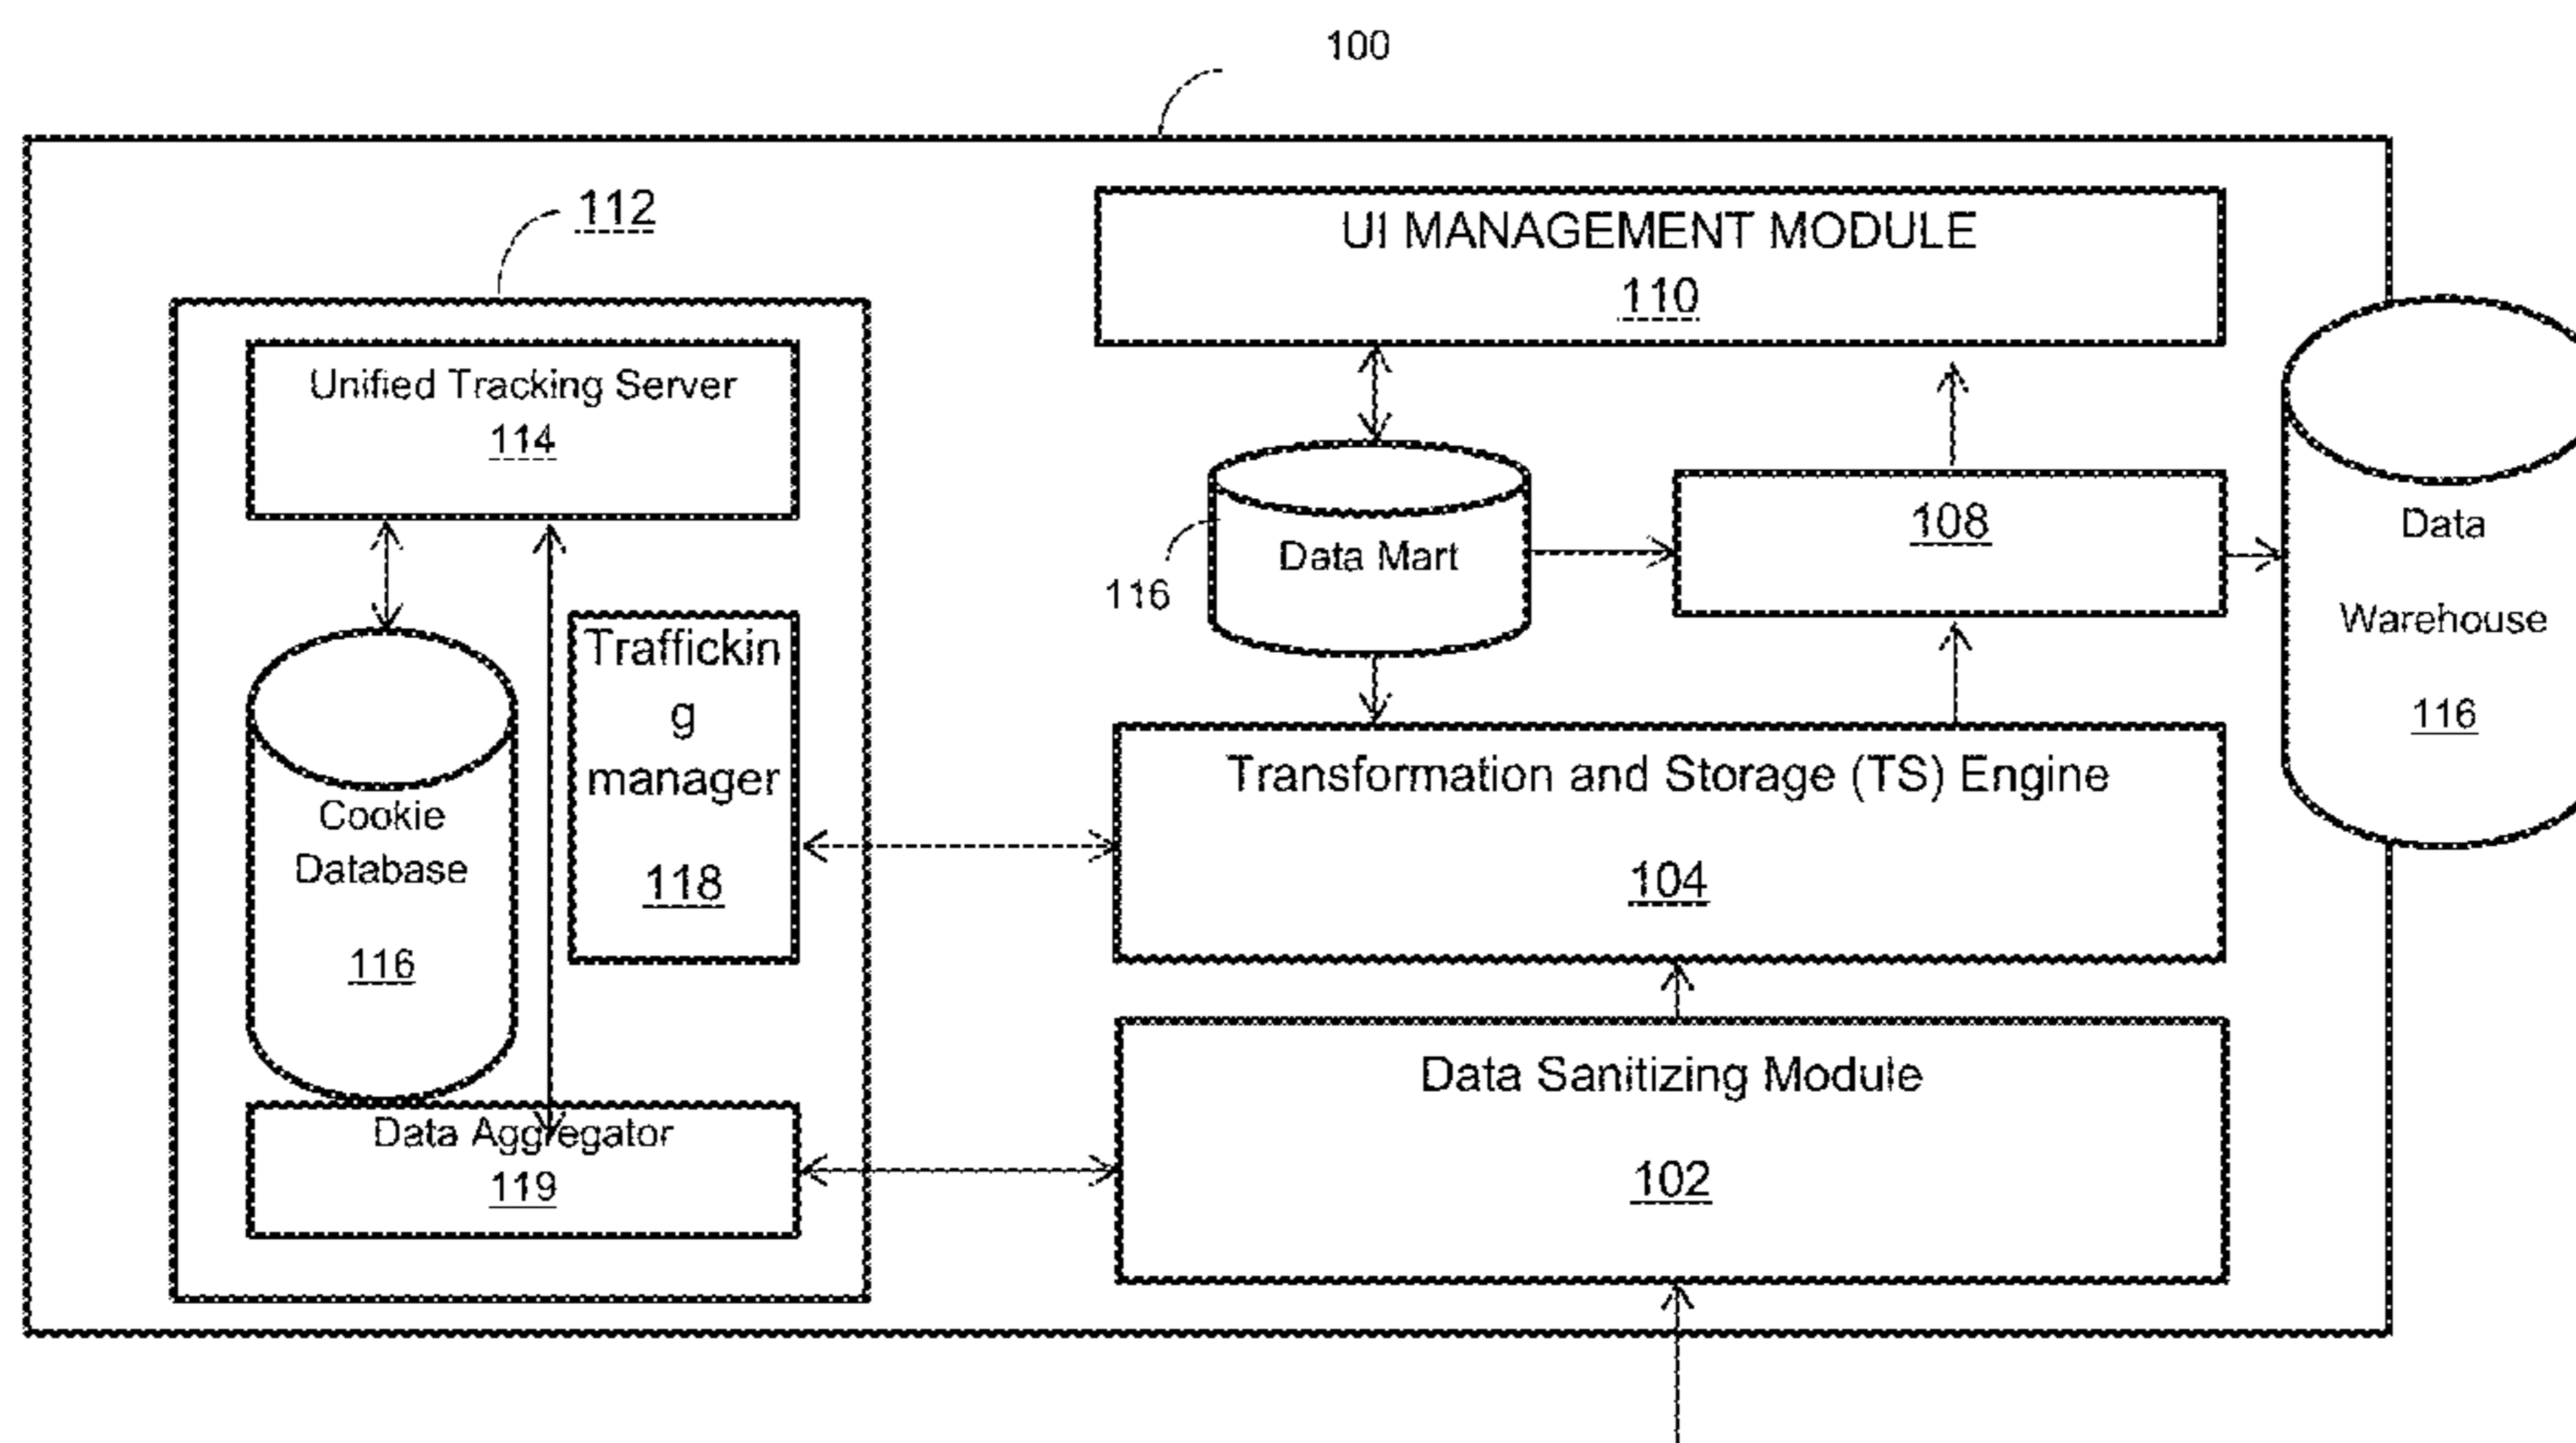 100
112
UI MANAGEMENT MODULE
110
Unified Tracking Server
114
108
Data Mart
116
Data
Warehouse
116
Traffickin
g
manager
118
Cookie
Database
116
Transformation and Storage (TS) Engine
104
Data Sanitizing Module
102
Data Aggregator
119